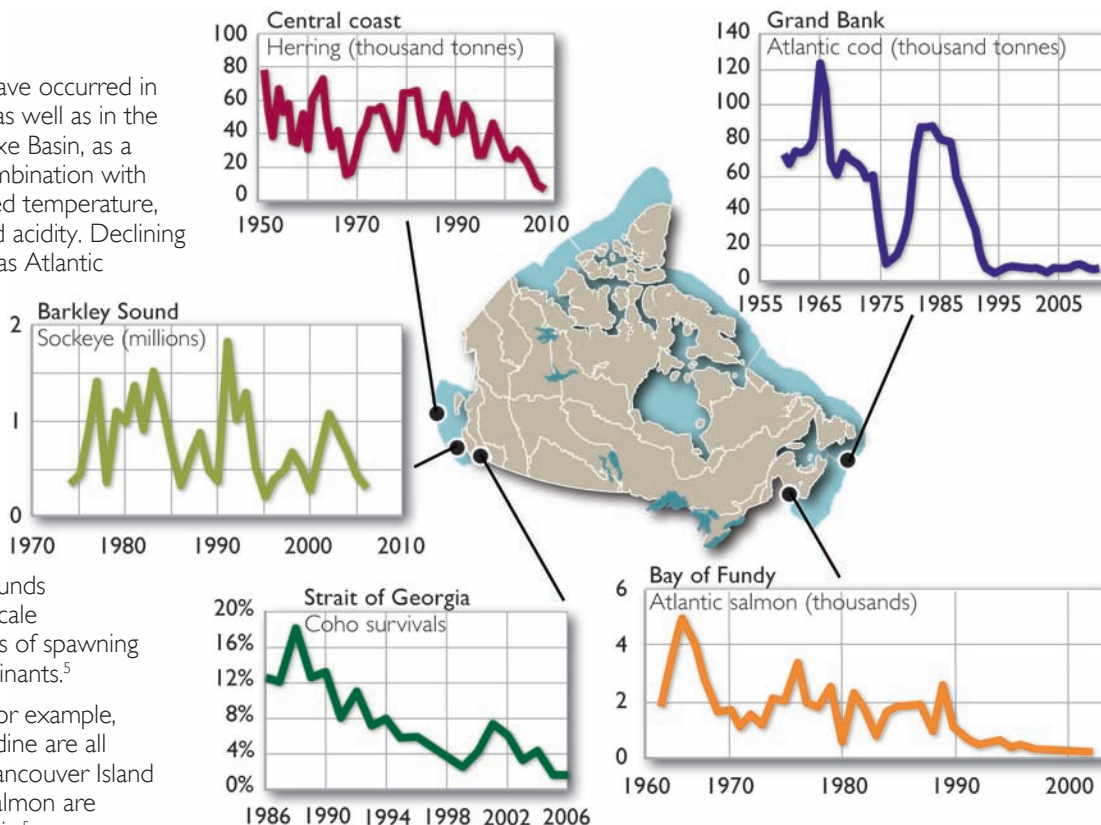 Central coast
Herring (thousand tonnes)
100
80
60
40
20
0
1950 1970 1990 2010
Grand Bank
Atlantic cod (thousand tonnes)
140
120
100
80
60
40
20
0
1955 1965 1975 1985 1995 2005
ave occurred in
as well as in the
ke Basin, as a
mbination with
ed temperature,
d acidity. Declining
as Atlantic
Barkley Sound
Sockeye (millions)
2
1
0
1970 1980 1990 2000 2010
unds
cale
s of spawning
inants.5
or example,
dine are all
ancouver Island
almon are
Strait of Georgia
Coho survivals
20%
16%
12%
8%
4%
0%
1986 1990 1994 1998 2002 2006
Bay of Fundy
Atlantic salmon (thousands)
6
4
2
0
1960 1970 1980 1990 2000